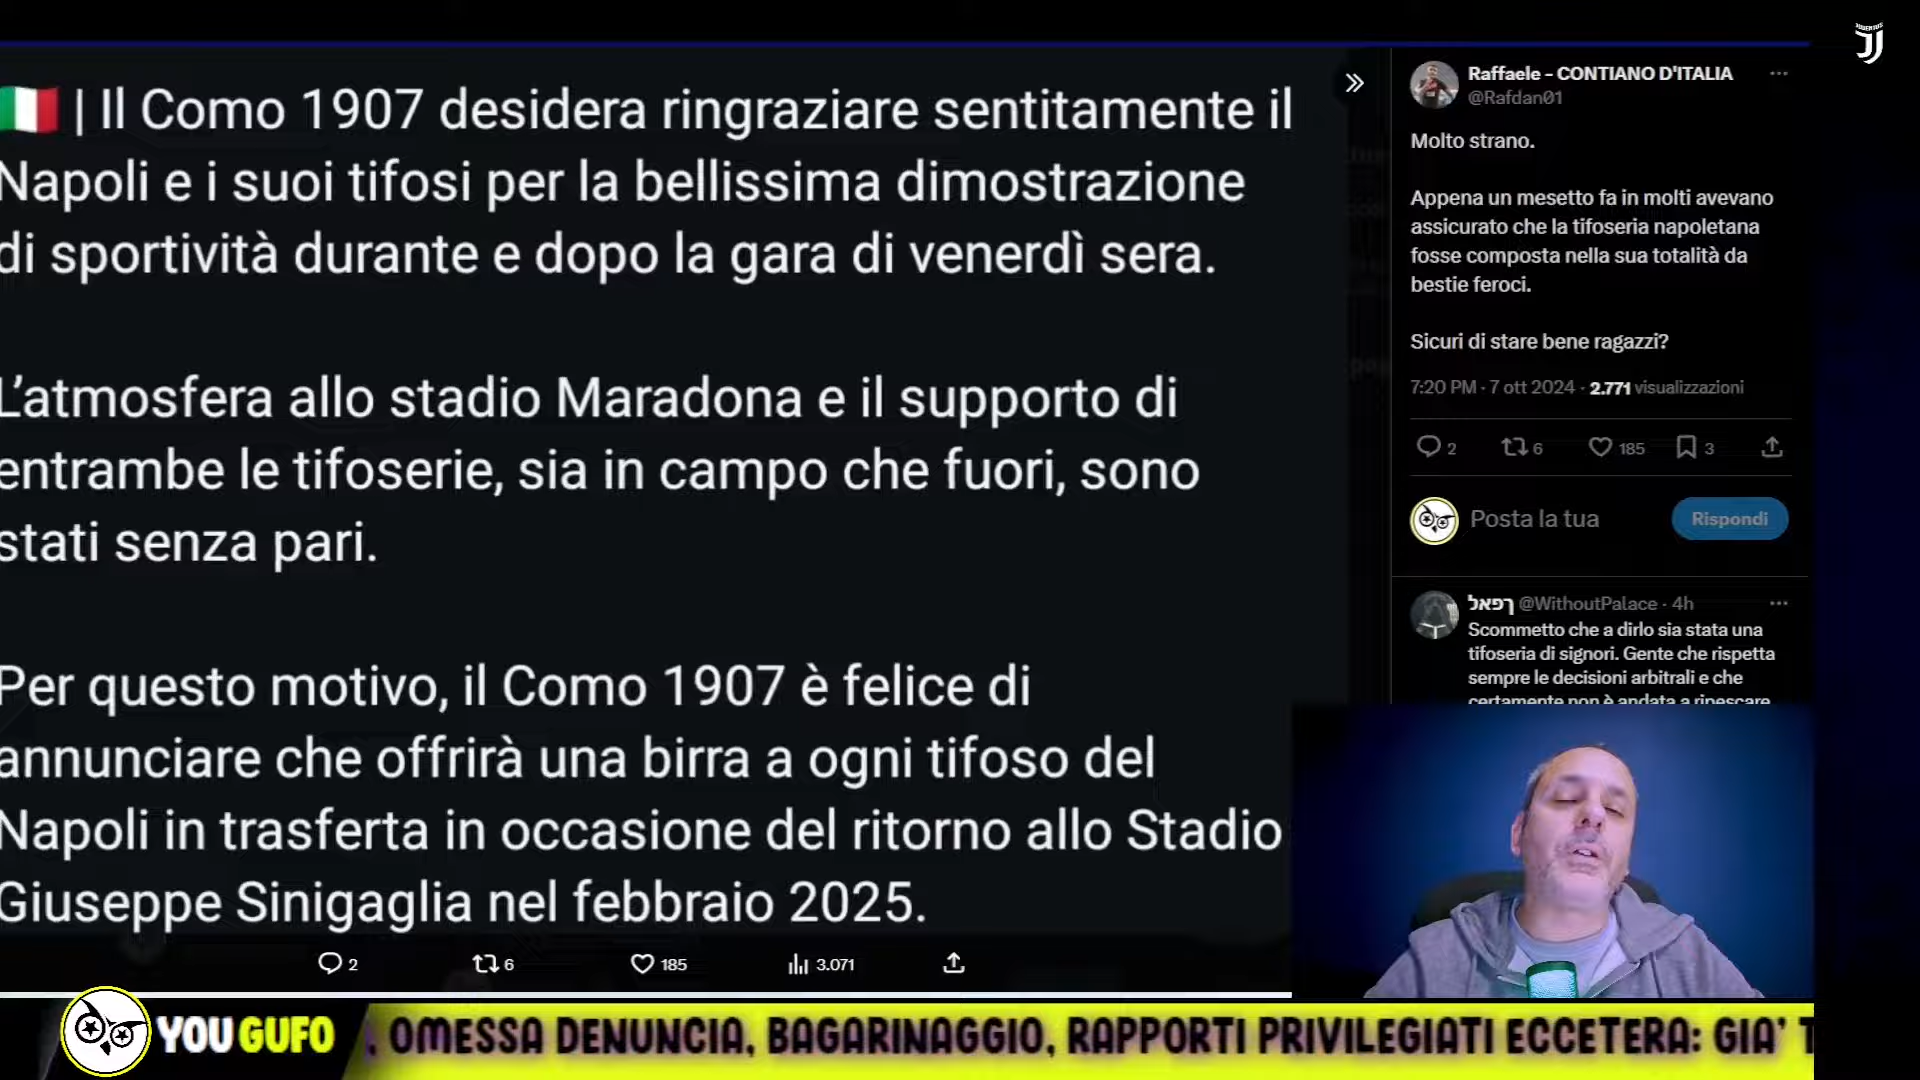 JUVENTUS
| Il Como 1907 desidera ringraziare sentitamente il
Napoli e i suoi tifosi per la bellissima dimostrazione
di sportività durante e dopo la gara di venerdì sera.
L'atmosfera allo stadio Maradona e il supporto di
entrambe le tifoserie, sia in campo che fuori, sono
stati senza pari.
Per questo motivo, il Como 1907 è felice di
annunciare che offrirà una birra a ogni tifoso del
Napoli in trasferta in occasione del ritorno allo Stadio
Giuseppe Sinigaglia nel febbraio 2025.
2 6 185 3.071
Raffaele - CONTIANO D'ITALIA
@Rafdan01
Molto strano.
Appena un mesetto fa in molti avevano
assicurato che la tifoseria napoletana
fosse composta nella sua totalità da
bestie feroci.
Sicuri di stare bene ragazzi?
7:20 PM · 7 ott 2024 · 2.771 visualizzazioni
2 6 185 3
Posta la tua Rispondi
@WithoutPalace · 4h
Scommetto che a dirlo sia stata una
tifoseria di signori. Gente che rispetta
sempre le decisioni arbitrali e che
certamente non è andata a ripescare
YOU GUFO
, OMESSA DENUNCIA, BAGARINAGGIO, RAPPORTI PRIVILEGIATI ECCETERA: GIA' T